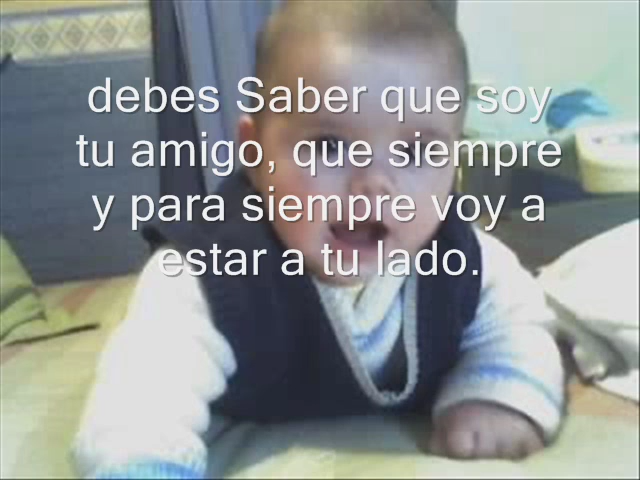 debes Saber que soy
tu amigo, que siempre
y para siempre voy a
estar a tu lado.